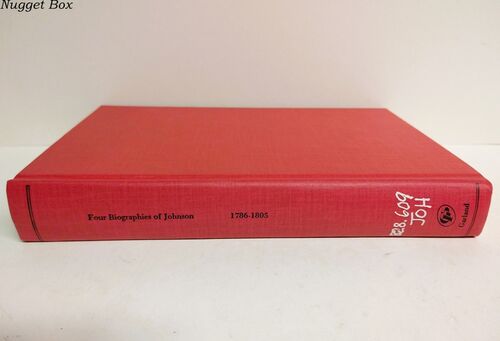 Nugget Box
Four Biographies of Johnson 1786-1805
828.609
JOH
Garland